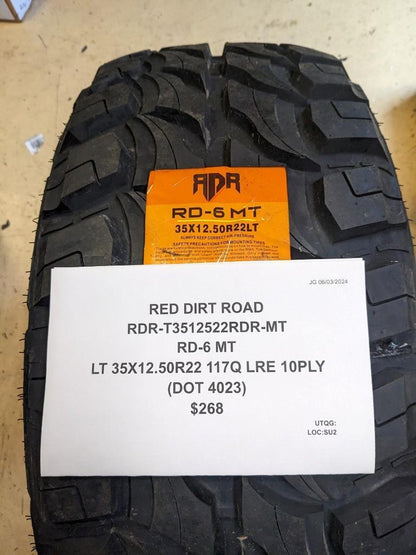 RDR
RD-6 MT
35X12.50R22LT
ALWAYS KEEP CORRECT AIR PRESSURE
SAFETY PRECAUTIONS FOR MOUNTING TIRES
JG 06/03/2024
RED DIRT ROAD
RDR-T3512522RDR-MT
RD-6 MT
LT 35X12.50R22 117Q LRE 10PLY
(DOT 4023)
$268
UTQG:
LOC:SU2